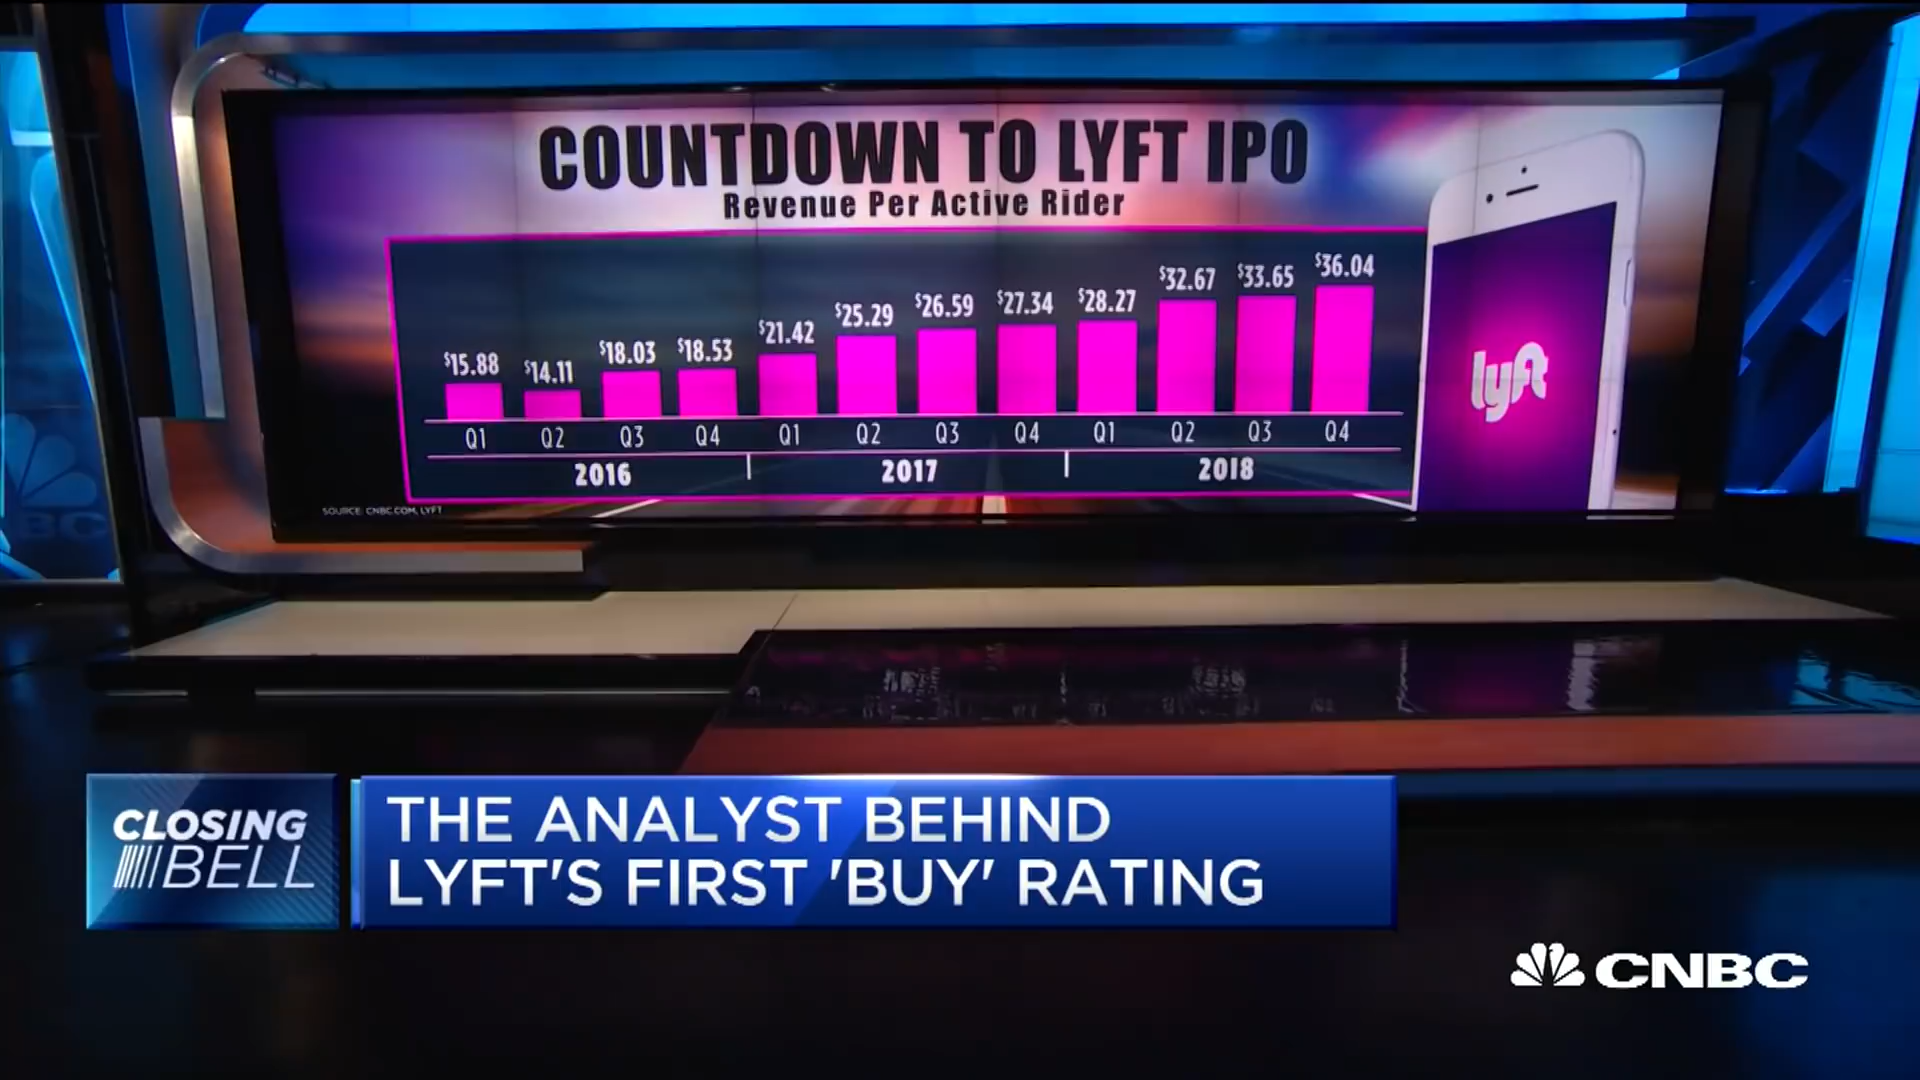 COUNTDOWN TO LYFT IPO
Revenue Per Active Rider
$15.88 $14.11 $18.03 $18.53 $21.42 $25.29 $26.59 $27.34 $28.27 $32.67 $33.65 $36.04
Q1 Q2 Q3 Q4 Q1 Q2 Q3 Q4 Q1 Q2 Q3 Q4
2016 2017 2018
lyft
SOURCE: CNBC.COM, LYFT
BC
CLOSING
BELL
THE ANALYST BEHIND
LYFT'S FIRST 'BUY' RATING
CNBC